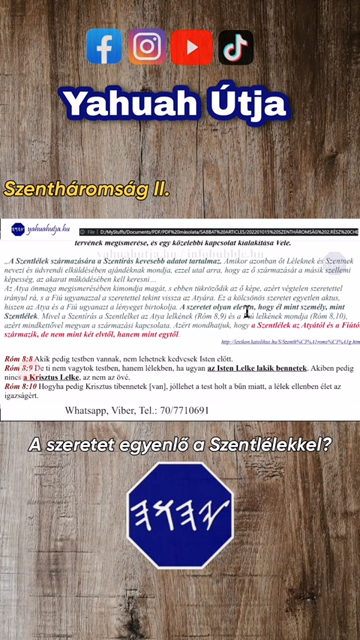 Yahuah Útja
Szentháromság II.
yahuahutja.hu
terének megismerése, és egy közelebbi kapcsolat kialakítása Vele.
„A Szentlélek származására a Szentírás kevesebb adatot tartalmaz. Amikor azonban őt Léleknek és Szentnek
nevezi és üdvrendi elküldésében ajándéknak mondja, ezzel utal arra, hogy az ő származását a másik szellemi
képesség, az akarat működésében kell keresni…
Az Atya önmaga megismerésében kimondja magát, s ebben tükröződik az ő képe, azért végtelen szeretettel
irányul rá, s a Fiú ugyanazzal a szeretettel tekint vissza az Atyára. Ez a kölcsönös szeretet egyetlen aktus,
hiszen az Atya és a Fiú ugyanazt a lényeget birtokolja. A szeretet olyan eleven, hogy él mint személy, mint
Szentlélek. Mivel a Szentírás a Szentlelket az Atya lelkének (Róm 8,9) és a Fiú lelkének mondja (Róm 8,10),
azért mindkettővel megvan a származási kapcsolata. Azért mondhatjuk, hogy a Szentlélek az Atyától és a Fiútól
származik, de nem mint két elvtől, hanem mint egytől.
Róm 8:8 Akik pedig testben vannak, nem lehetnek kedvesek Isten előtt.
Róm 8:9 De ti nem vagytok testben, hanem lélekben, ha ugyan az Isten Lelke lakik bennetek. Akiben pedig
nincs a Krisztus Lelke, az nem az övé.
Róm 8:10 Hogyha pedig Krisztus tibennetek [van], jóllehet a test holt a bűn miatt, a lélek ellenben élet az
igazságért.
Whatsapp, Viber, Tel.: 70/7710691
A szeretet egyenlő a Szentlélekkel?
𐤉𐤄𐤅𐤄